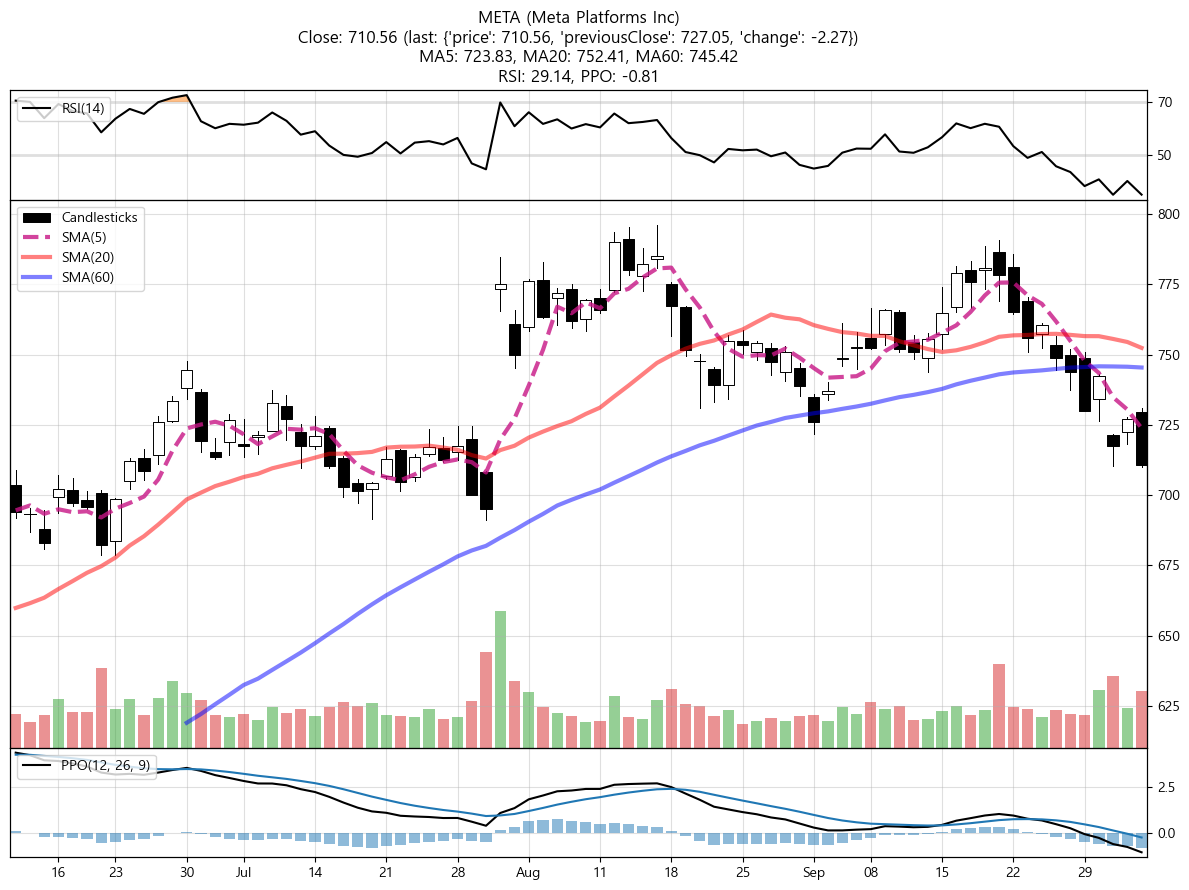 META (Meta Platforms Inc)
Close: 710.56 (last: {'price': 710.56, 'previousClose': 727.05, 'change': -2.27})
MA5: 723.83, MA20: 752.41, MA60: 745.42
RSI: 29.14, PPO: -0.81
RSI(14)
70
50
Candlesticks
SMA(5)
SMA(20)
SMA(60)
800
775
750
725
700
675
650
625
PPO(12, 26, 9)
2.5
0.0
16 23 30 Jul 14 21 28 Aug 11 18 25 Sep 08 15 22 29